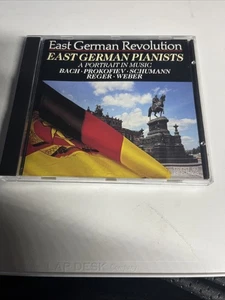 East German Revolution
EAST GERMAN PIANISTS
A PORTRAIT IN MUSIC
BACH · PROKOFIEV · SCHUMANN
REGER · WEBER